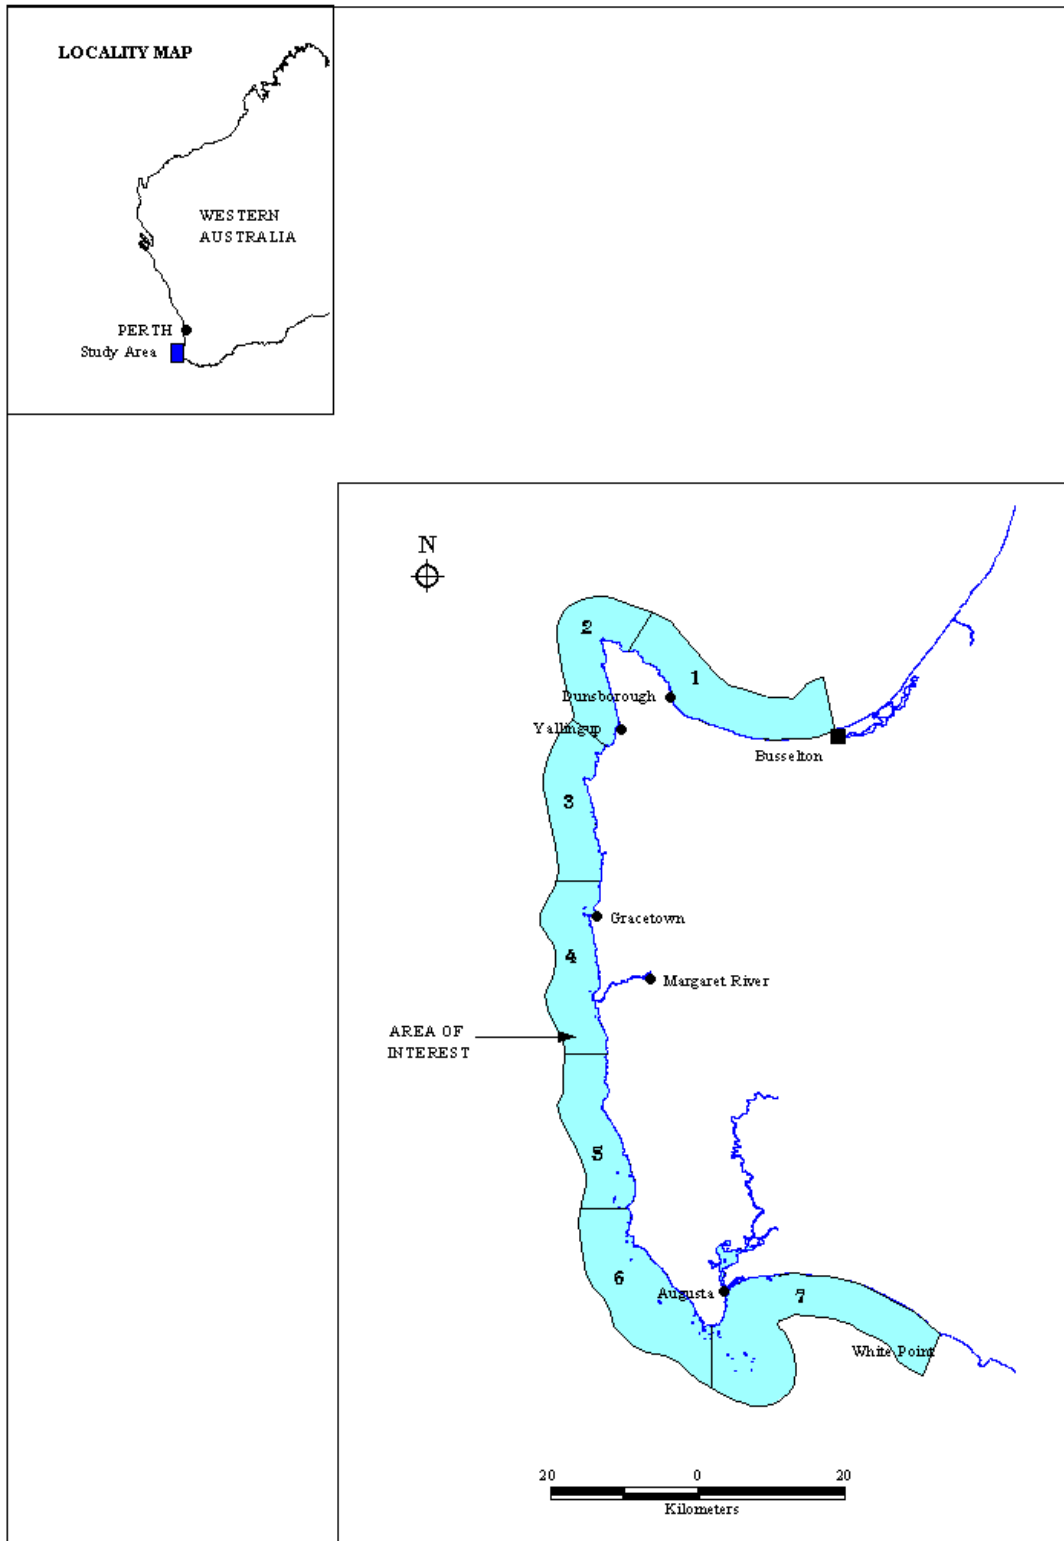 LOCALITY MAP
WESTERN
AUSTRALIA
PERTH
Study Area
N
2
1
Dunsborough
Yallingup
Busselton
3
Gracetown
4
Margaret River
AREA OF
INTEREST
5
6
Augusta
7
White Point
20 0 20
Kilometers